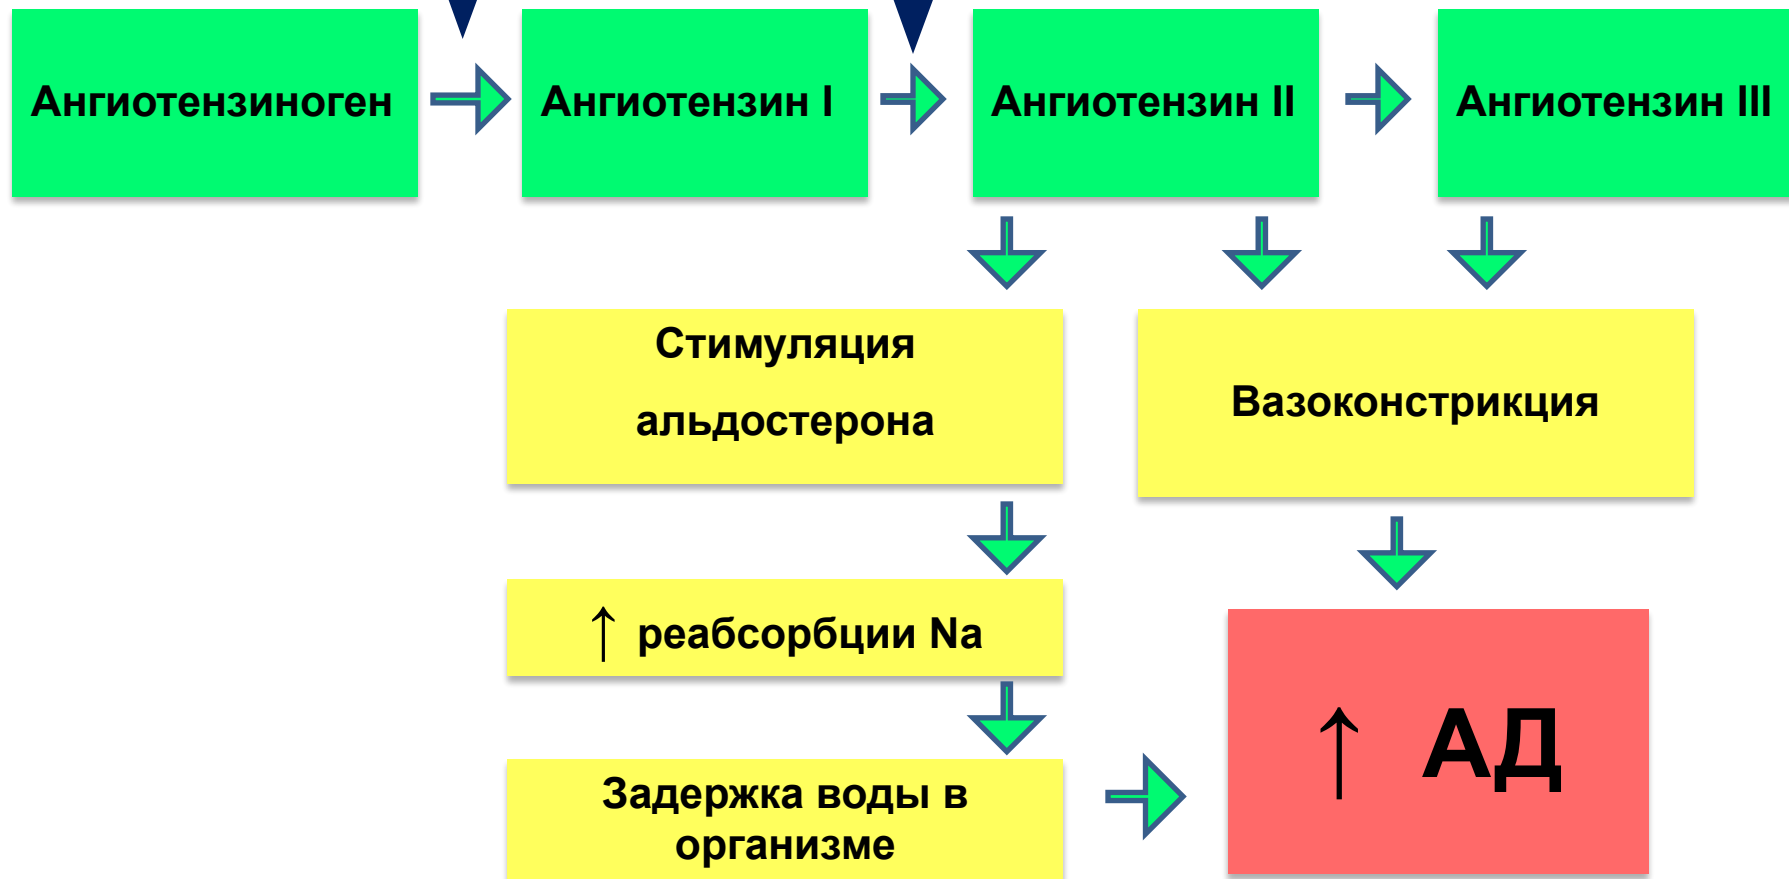 Ангиотензиноген
Ангиотензин I
Ангиотензин II
Ангиотензин III
Стимуляция
альдостерона
Вазоконстрикция
↑ реабсорбции Na
Задержка воды в
организме
↑ АД